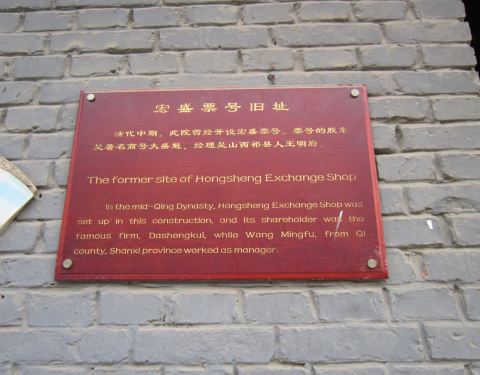 宏盛票号旧址
清代中期，此院曾经开设宏盛票号。票号的股东
是著名商号大盛魁，经理是山西祁县人王明府。
The former site of Hongsheng Exchange Shop
In the mid-Qing Dynasty, Hongsheng Exchange Shop was
set up in this construction, and its shareholder was the
famous firm, Dashengkui, while Wang Mingfu, from Qi
county, Shanxi province worked as manager.